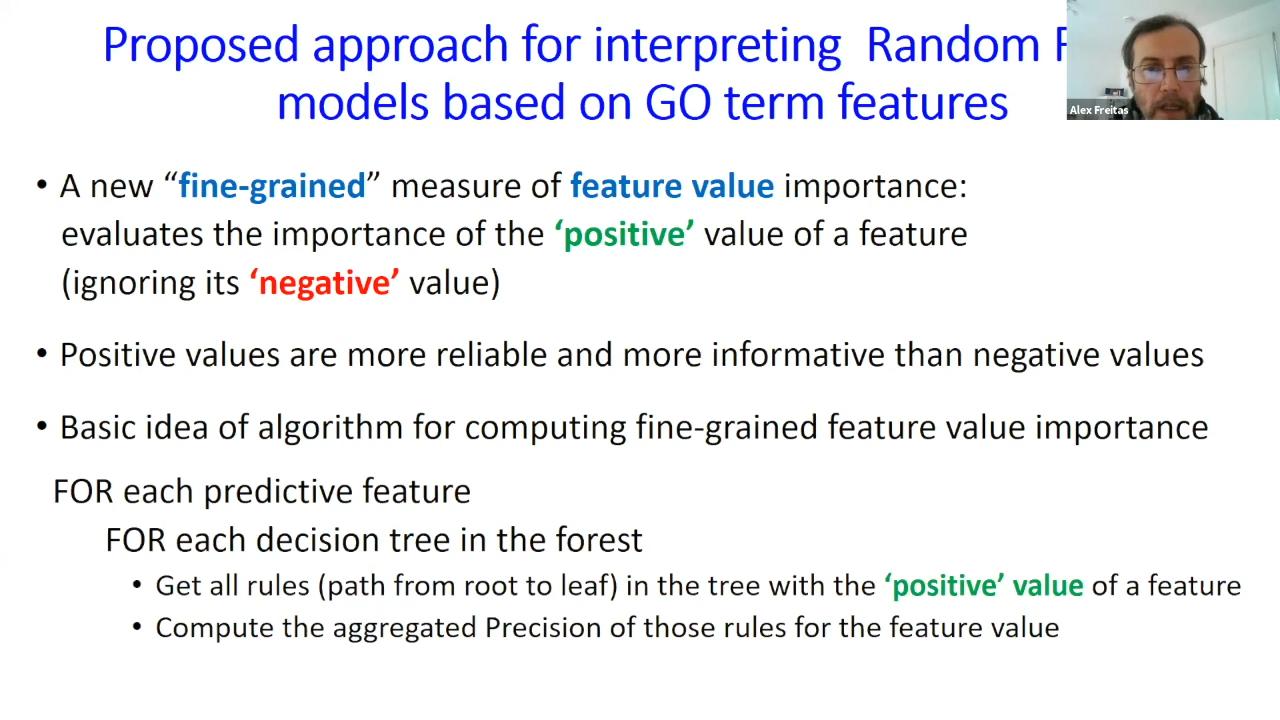 Proposed approach for interpreting Random
models based on GO term features
Alex Freitas
• A new “fine-grained” measure of feature value importance:
evaluates the importance of the ‘positive’ value of a feature
(ignoring its ‘negative’ value)
• Positive values are more reliable and more informative than negative values
• Basic idea of algorithm for computing fine-grained feature value importance
FOR each predictive feature
FOR each decision tree in the forest
• Get all rules (path from root to leaf) in the tree with the ‘positive’ value of a feature
• Compute the aggregated Precision of those rules for the feature value